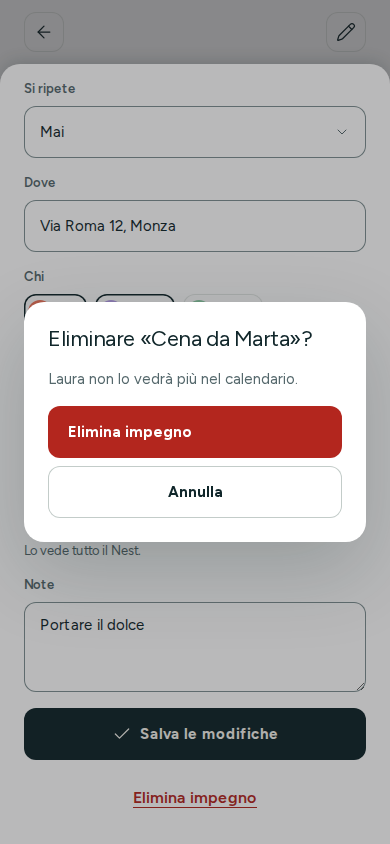 Si ripete
Mai
Dove
Via Roma 12, Monza
Chi
Eliminare «Cena da Marta»?
Laura non lo vedrà più nel calendario.
Elimina impegno
Annulla
Lo vede tutto il Nest.
Note
Portare il dolce
Salva le modifiche
Elimina impegno